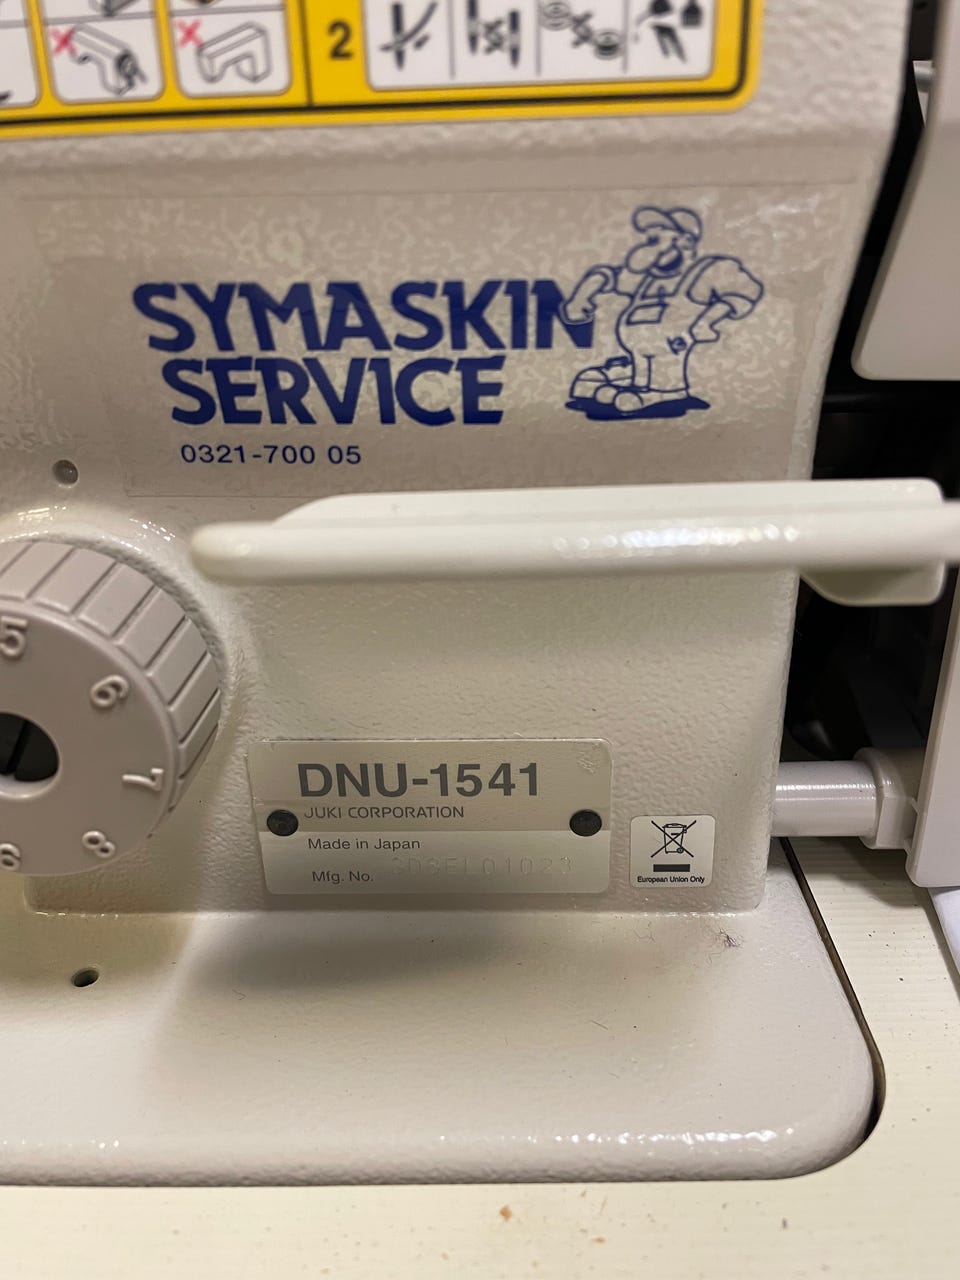 2
SYMASKIN
SERVICE
0321-700 05
5
6
7
8
9
DNU-1541
JUKI CORPORATION
Made in Japan
Mfg. No.
European Union Only